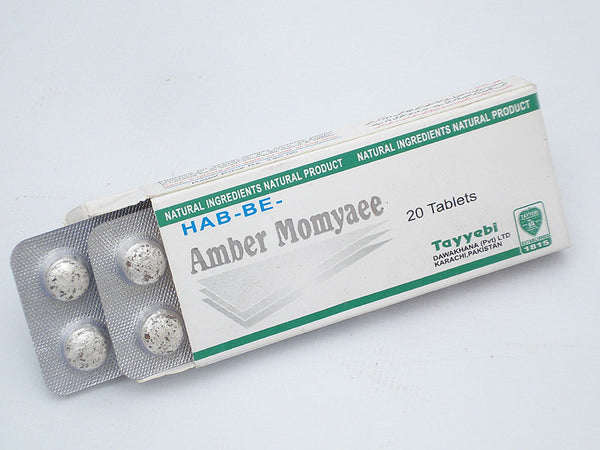 NATURAL INGREDIENTS NATURAL PRODUCT NATURAL INGREDIENTS NATURAL PRODUCT
HAB-BE-
Amber Momyaee
20 Tablets
Tayyebi
DAWAKHANA (Pvt) LTD
KARACHI,PAKISTAN
TAYYEBI
1815